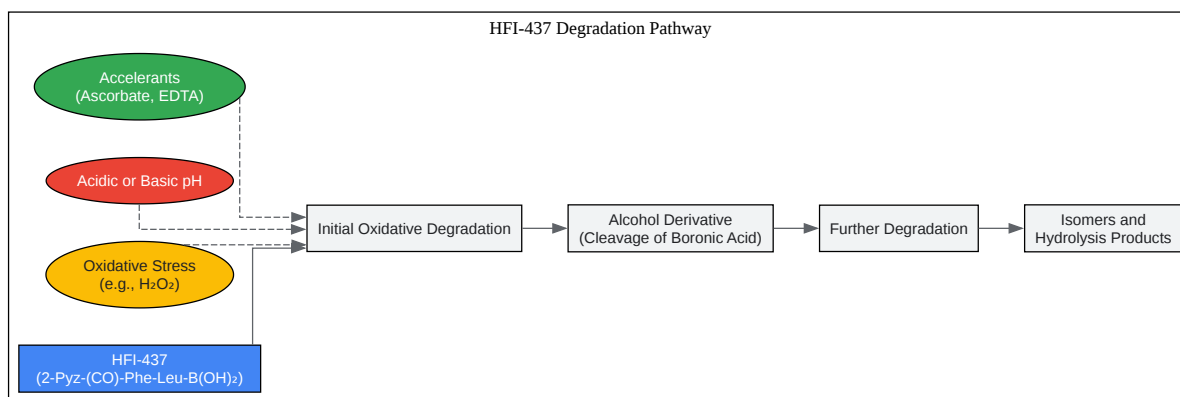 HFI-437 Degradation Pathway
Accelerants
(Ascorbate, EDTA)
Acidic or Basic pH
Oxidative Stress
(e.g., H₂O₂)
HFI-437
(2-Pyz-(CO)-Phe-Leu-B(OH)₂)
Initial Oxidative Degradation
Alcohol Derivative
(Cleavage of Boronic Acid)
Further Degradation
Isomers and
Hydrolysis Products